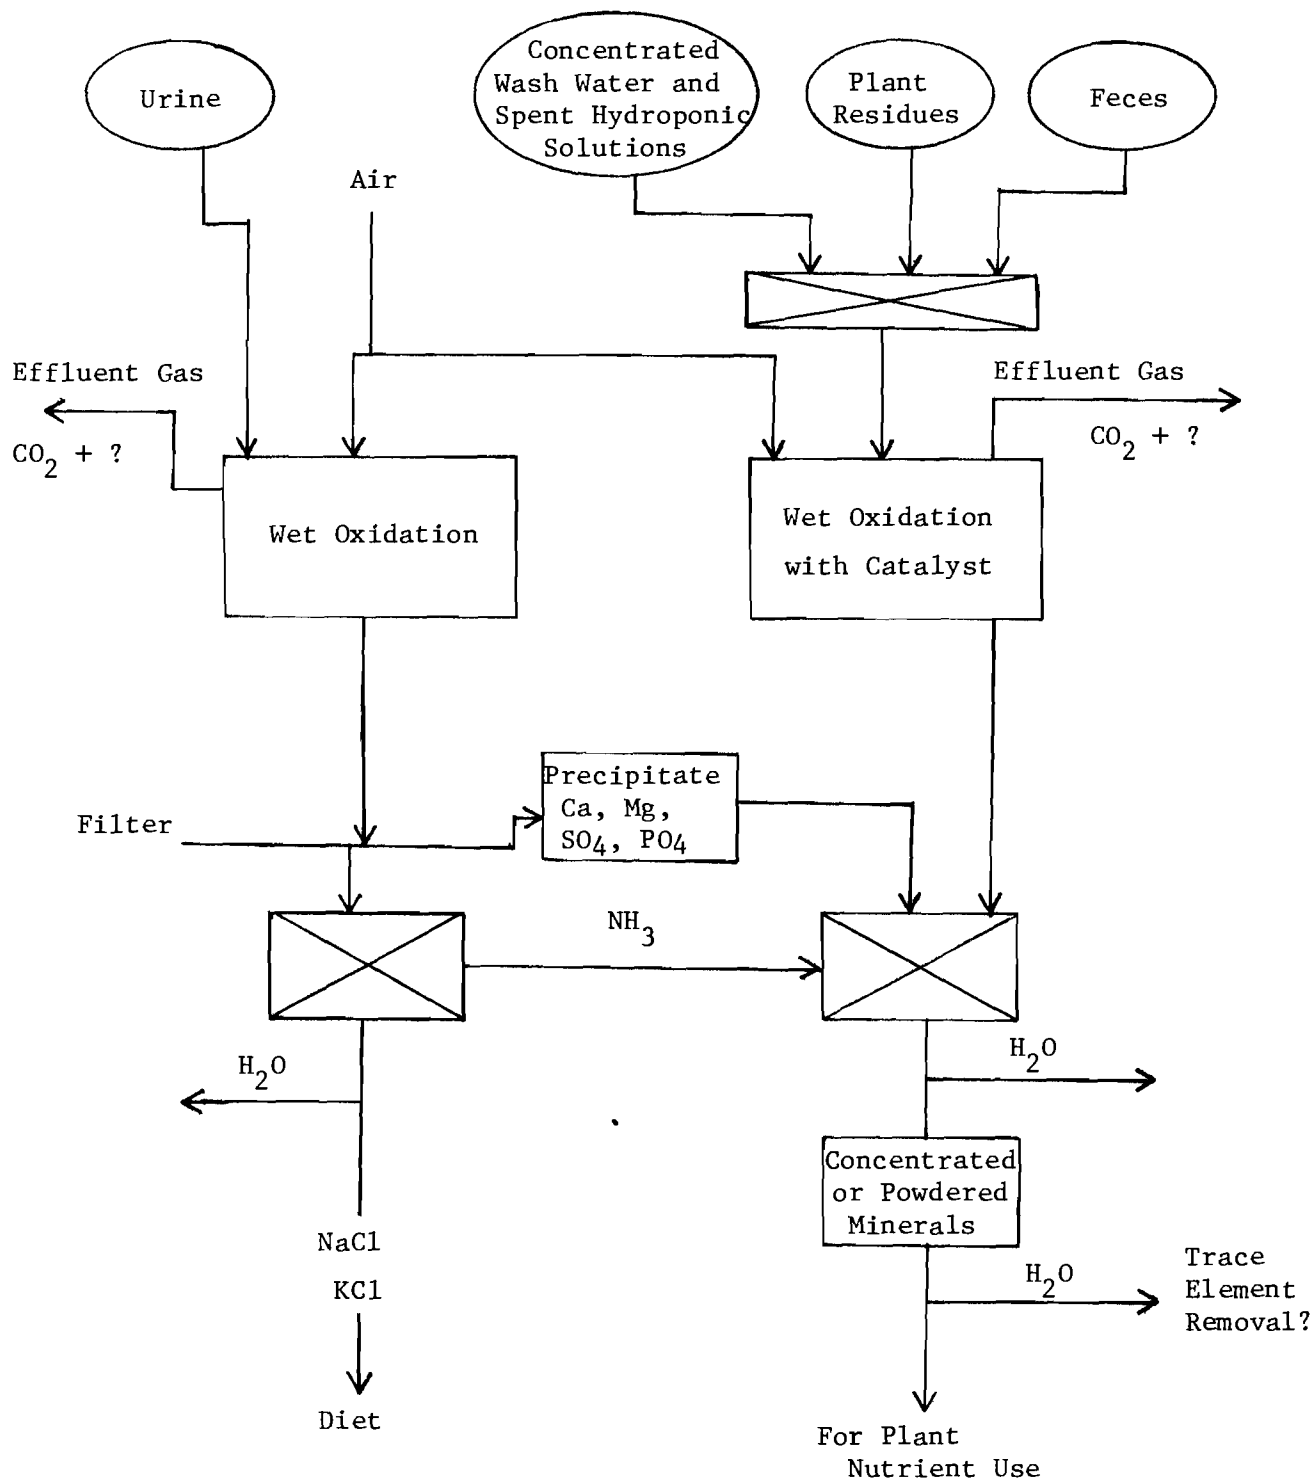 Urine
Concentrated
Wash Water and
Spent Hydroponic
Solutions
Plant
Residues
Feces
Air
Effluent Gas
CO2 + ?
Effluent Gas
CO2 + ?
Wet Oxidation
Wet Oxidation
with Catalyst
Filter
Precipitate
Ca, Mg,
SO4, PO4
NH3
H2O
H2O
Concentrated
or Powdered
Minerals
NaCl
KCl
H2O
Trace
Element
Removal?
Diet
For Plant
Nutrient Use